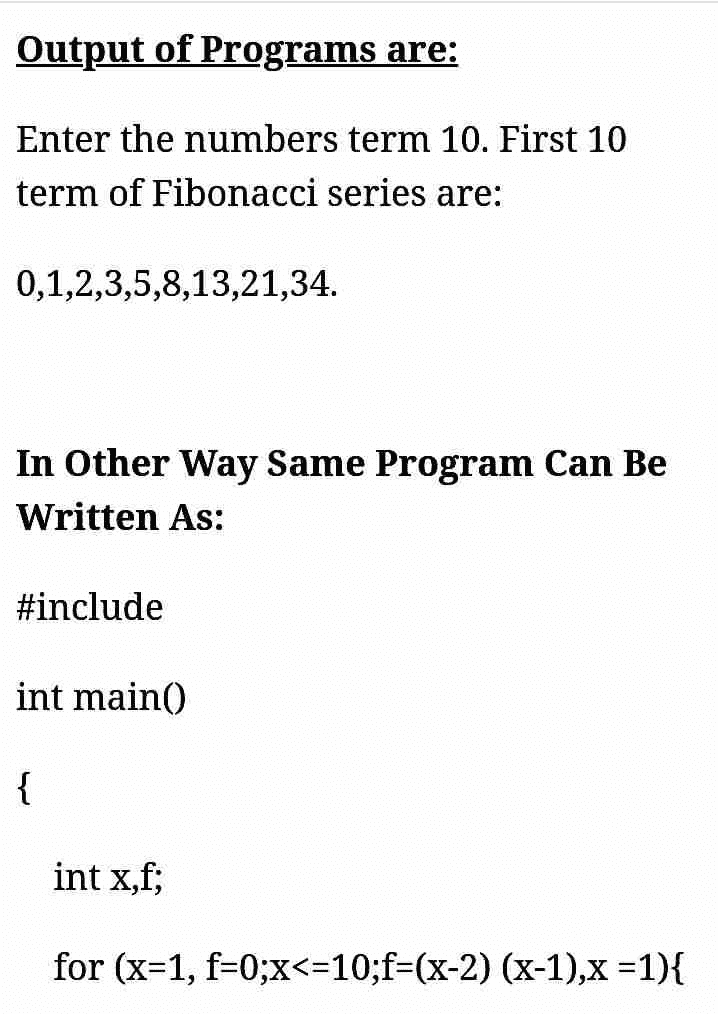 Output of Programs are:
Enter the numbers term 10. First 10
term of Fibonacci series are:
0,1,2,3,5,8,13,21,34.
In Other Way Same Program Can Be
Written As:
#include
int main()
{
int x,f;
for (x=1, f=0;x<=10;f=(x-2) (x-1),x =1){